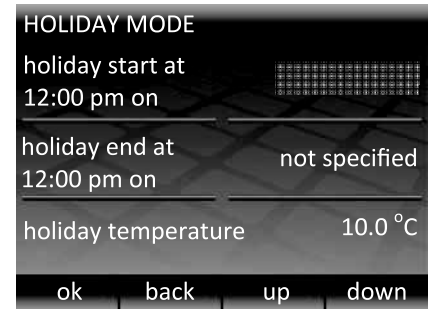 HOLIDAY MODE
holiday start at
12:00 pm on
holiday end at
12:00 pm on
not specified
holiday temperature
10.0 °C
ok back up down